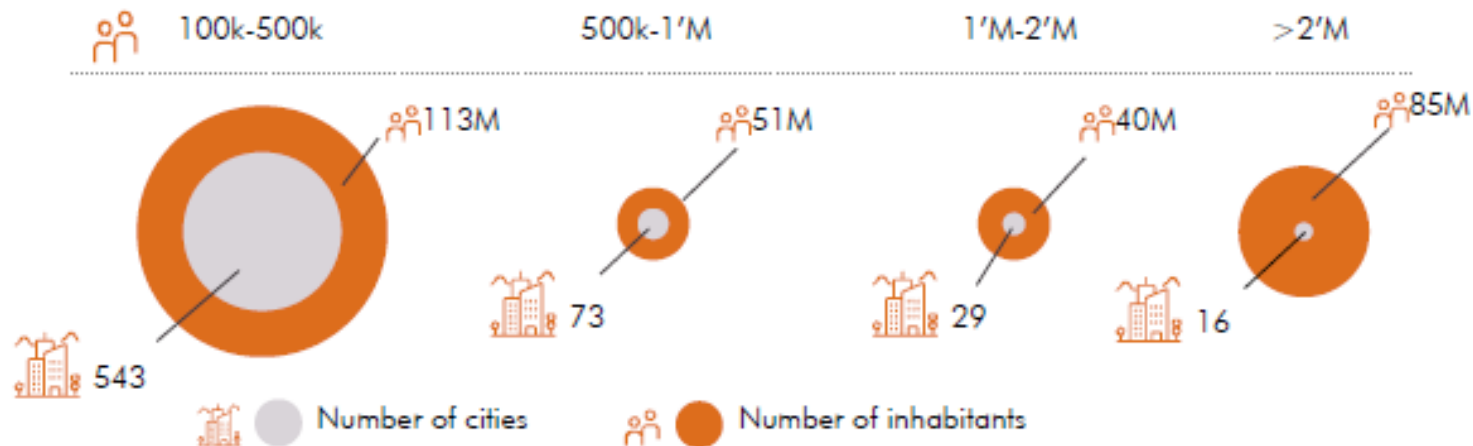 100k-500k 500k-1'M 1'M-2'M >2'M
113M 51M 40M 85M
543 73 29 16
Number of cities Number of inhabitants